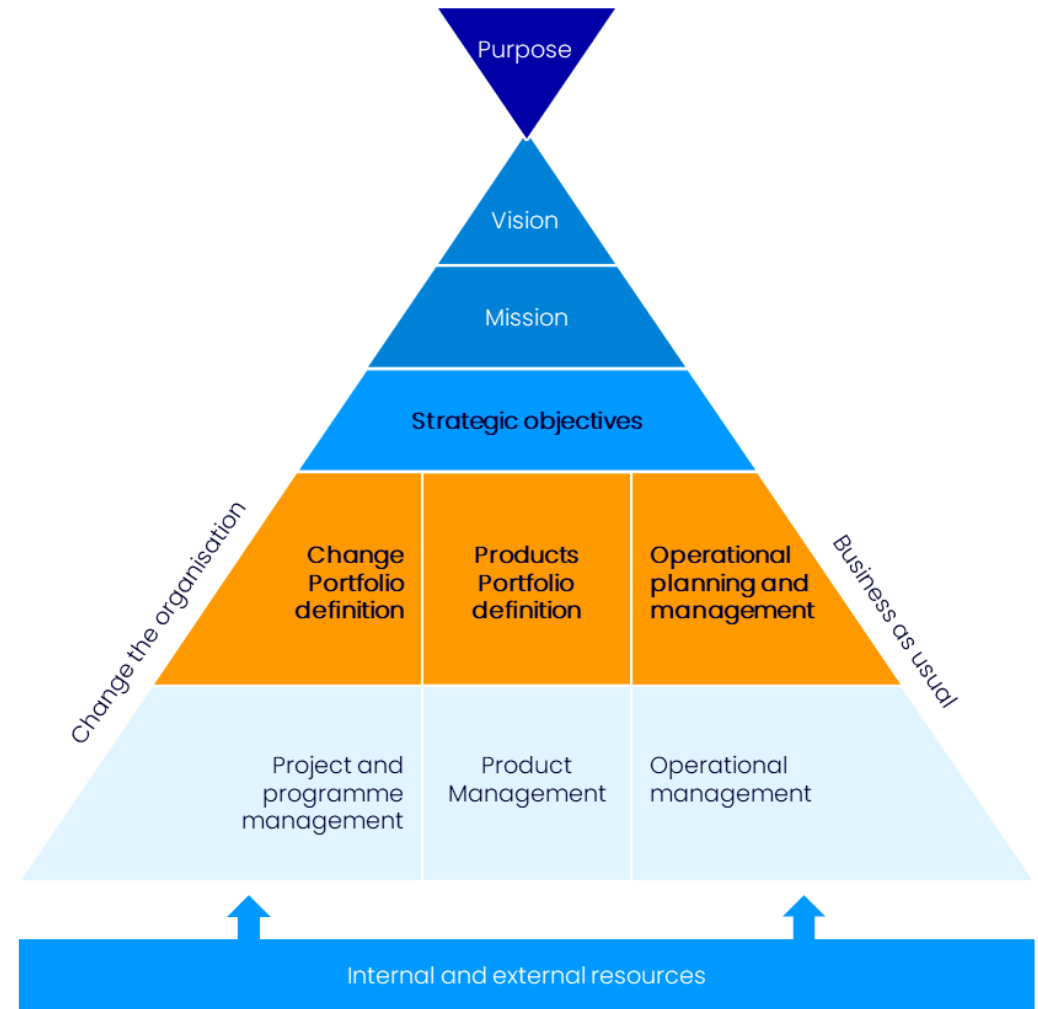 Purpose
Vision
Mission
Strategic objectives
Change the organisation
Change
Portfolio
definition
Products
Portfolio
definition
Operational
planning and
management
Business as usual
Project and
programme
management
Product
Management
Operational
management
Internal and external resources